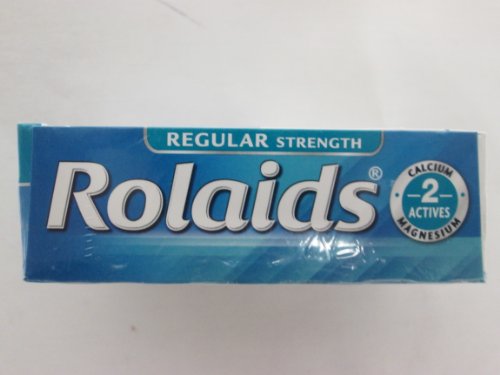 REGULAR STRENGTH
Rolaids®
CALCIUM
2
ACTIVES
MAGNESIUM